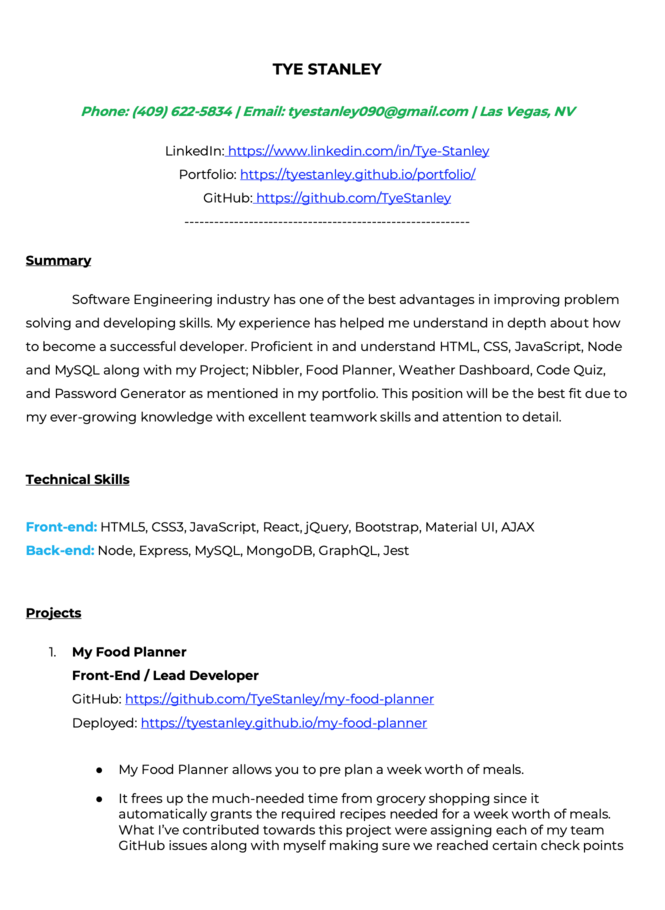 TYE STANLEY
Phone: (409) 622-5834 | Email: tyestanley090@gmail.com | Las Vegas, NV
LinkedIn: https://www.linkedin.com/in/Tye-Stanley
Portfolio: https://tyestanley.github.io/portfolio/
GitHub: https://github.com/TyeStanley
----------------------------------------------------------
Summary
Software Engineering industry has one of the best advantages in improving problem
solving and developing skills. My experience has helped me understand in depth about how
to become a successful developer. Proficient in and understand HTML, CSS, JavaScript, Node
and MySQL along with my Project; Nibbler, Food Planner, Weather Dashboard, Code Quiz,
and Password Generator as mentioned in my portfolio. This position will be the best fit due to
my ever-growing knowledge with excellent teamwork skills and attention to detail.
Technical Skills
Front-end: HTML5, CSS3, JavaScript, React, jQuery, Bootstrap, Material UI, AJAX
Back-end: Node, Express, MySQL, MongoDB, GraphQL, Jest
Projects
1. My Food Planner
Front-End / Lead Developer
GitHub: https://github.com/TyeStanley/my-food-planner
Deployed: https://tyestanley.github.io/my-food-planner
● My Food Planner allows you to pre plan a week worth of meals.
● It frees up the much-needed time from grocery shopping since it
automatically grants the required recipes needed for a week worth of meals.
What I've contributed towards this project were assigning each of my team
GitHub issues along with myself making sure we reached certain check points